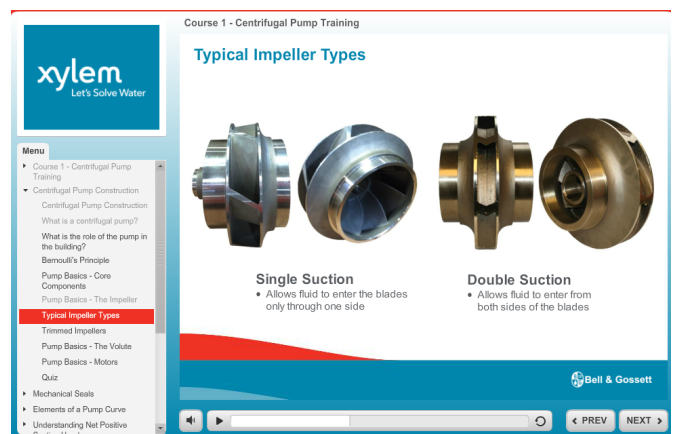 Course 1 - Centrifugal Pump Training
xylem
Let's Solve Water
Typical Impeller Types
Menu
Course 1 - Centrifugal Pump
Training
Centrifugal Pump Construction
Centrifugal Pump Construction
What is a centrifugal pump?
What is the role of the pump in
the building?
Bernoulli's Principle
Pump Basics - Core
Components
Pump Basics - The Impeller
Typical Impeller Types
Trimmed Impellers
Pump Basics - The Volute
Pump Basics - Motors
Quiz
Mechanical Seals
Elements of a Pump Curve
Understanding Net Positive
Single Suction
• Allows fluid to enter the blades
only through one side
Double Suction
• Allows fluid to enter from
both sides of the blades
Bell & Gossett
PREV
NEXT